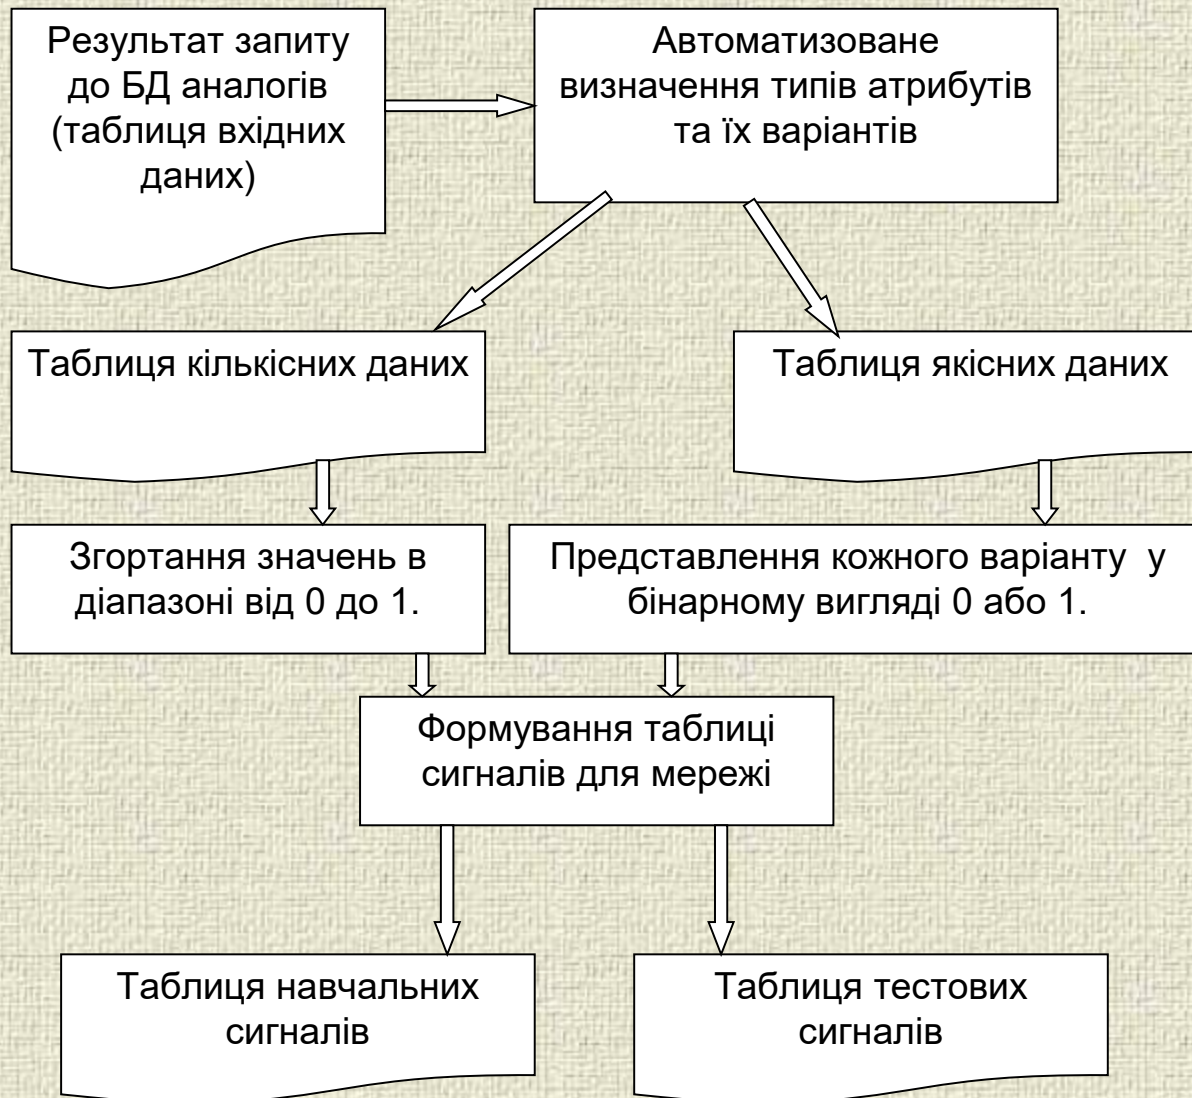 Результат запиту
до БД аналогів
(таблиця вхідних
даних)
Автоматизоване
визначення типів атрибутів
та їх варіантів
Таблиця кількісних даних
Таблиця якісних даних
Згортання значень в
діапазоні від 0 до 1.
Представлення кожного варіанту у
бінарному вигляді 0 або 1.
Формування таблиці
сигналів для мережі
Таблиця навчальних
сигналів
Таблиця тестових
сигналів